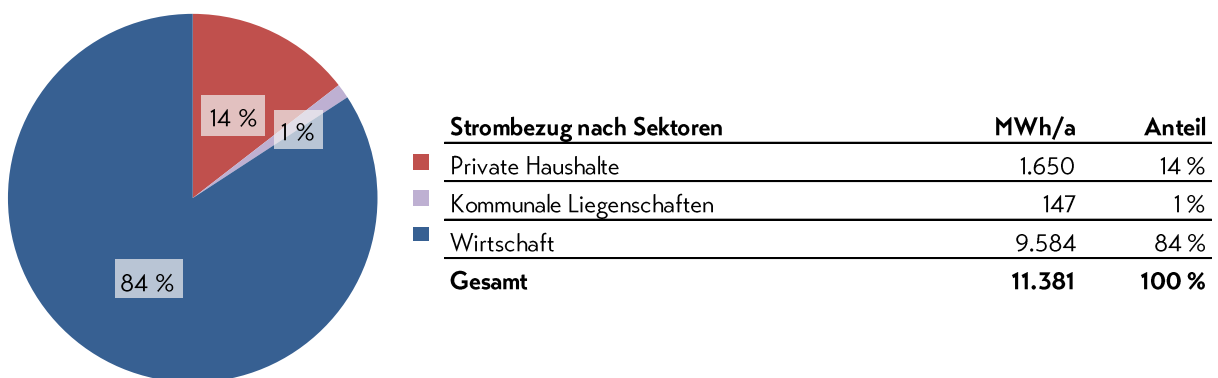 14 %
1 %
84 %
Strombezug nach Sektoren MWh/a Anteil
Private Haushalte 1.650 14 %
Kommunale Liegenschaften 147 1 %
Wirtschaft 9.584 84 %
Gesamt 11.381 100 %